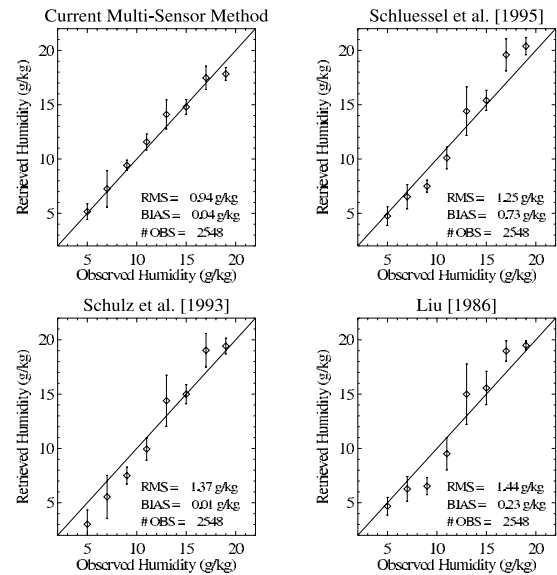 Current Multi-Sensor Method
20
15
10
5
Retrieved Humidity (g/kg)
RMS = 0.94 g/kg
BIAS = 0.04 g/kg
# OBS = 2548
5 10 15 20
Observed Humidity (g/kg)
Schluessel et al. [1995]
20
15
10
5
Retrieved Humidity (g/kg)
RMS = 1.25 g/kg
BIAS = 0.73 g/kg
# OBS = 2548
5 10 15 20
Observed Humidity (g/kg)
Schulz et al. [1993]
20
15
10
5
Retrieved Humidity (g/kg)
RMS = 1.37 g/kg
BIAS = 0.01 g/kg
# OBS = 2548
5 10 15 20
Observed Humidity (g/kg)
Liu [1986]
20
15
10
5
Retrieved Humidity (g/kg)
RMS = 1.44 g/kg
BIAS = 0.23 g/kg
# OBS = 2548
5 10 15 20
Observed Humidity (g/kg)